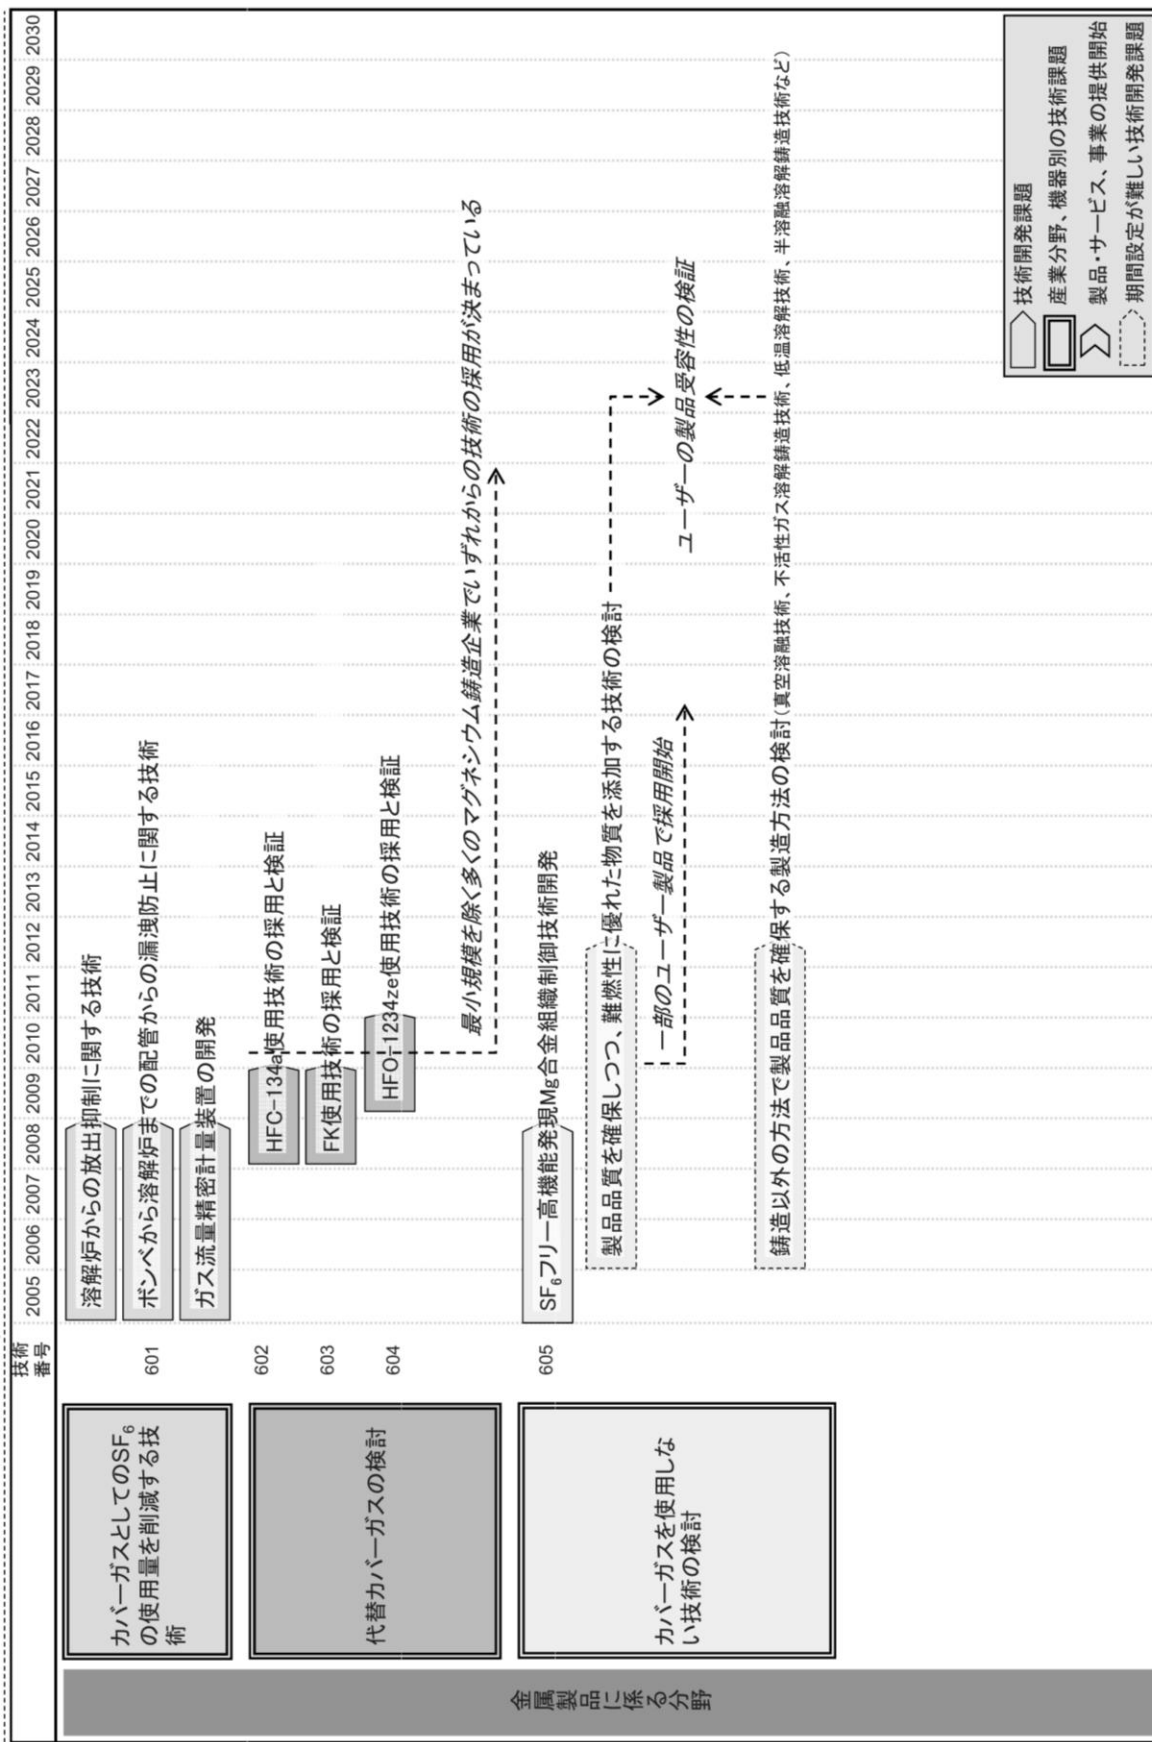 技術
番号
2005 2006 2007 2008 2009 2010 2011 2012 2013 2014 2015 2016 2017 2018 2019 2020 2021 2022 2023 2024 2025 2026 2027 2028 2029 2030
金属製品に係る分野
カバーガスとしてのSF₆
の使用量を削減する技
術
溶解炉からの放出抑制に関する技術
601
ボンベから溶解炉までの配管からの漏洩防止に関する技術
ガス流量精密計量装置の開発
代替カバーガスの検討
602
HFC-134a使用技術の採用と検証
603
FK使用技術の採用と検証
604
HFO-1234ze使用技術の採用と検証
最小規模を除く多くのマグネシウム鋳造企業でいずれからの技術の採用が決まっている
カバーガスを使用しな
い技術の検討
605
SF₆フリー高機能発現Mg合金組織制御技術開発
製品品質を確保しつつ、難燃性に優れた物質を添加する技術の検討
一部のユーザー製品で採用開始
ユーザーの製品受容性の検証
鋳造以外の方法で製品品質を確保する製造方法の検討(真空溶融技術、不活性ガス溶解鋳造技術、低温溶解技術、半溶融溶解鋳造技術など)
技術開発課題
産業分野、機器別の技術課題
製品・サービス、事業の提供開始
期間設定が難しい技術開発課題